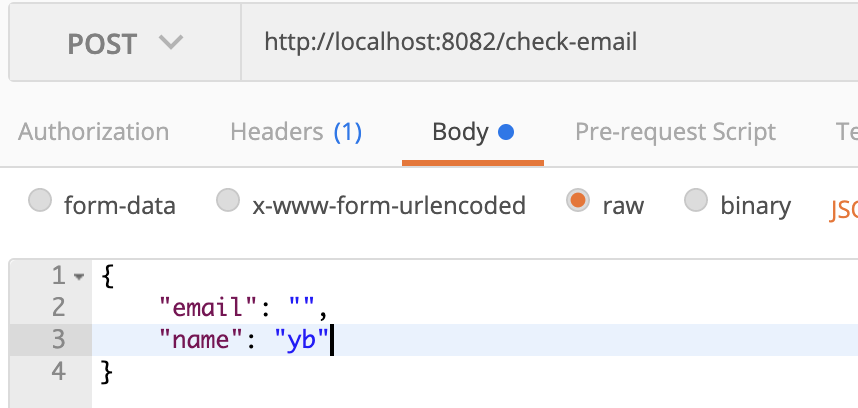 POST http://localhost:8082/check-email
Authorization Headers (1) Body Pre-request Script Te
form-data x-www-form-urlencoded raw binary JSO
1 {
2 "email": "",
3 "name": "yb"
4 }